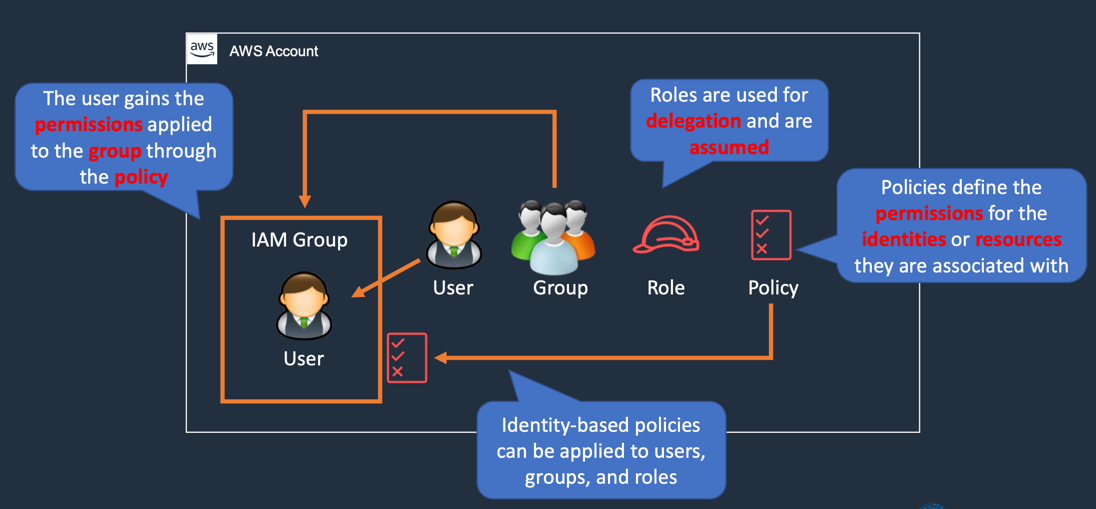 aws
AWS Account
The user gains the
permissions applied
to the group through
the policy
Roles are used for
delegation and are
assumed
Policies define the
permissions for the
identities or resources
they are associated with
IAM Group
User
User
Group
Role
Policy
Identity-based policies
can be applied to users,
groups, and roles